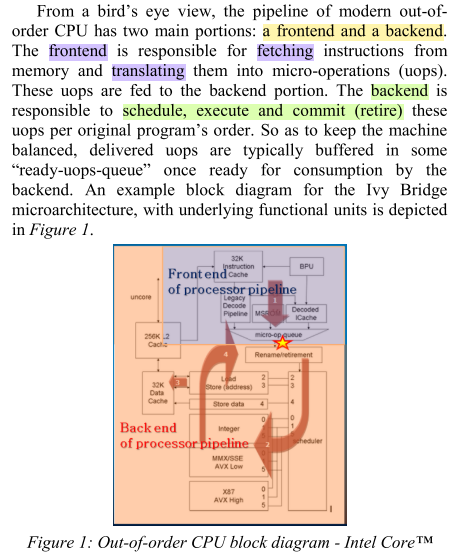 From a bird's eye view, the pipeline of modern out-of-
order CPU has two main portions: a frontend and a backend.
The frontend is responsible for fetching instructions from
memory and translating them into micro-operations (uops).
These uops are fed to the backend portion. The backend is
responsible to schedule, execute and commit (retire) these
uops per original program's order. So as to keep the machine
balanced, delivered uops are typically buffered in some
“ready-uops-queue” once ready for consumption by the
backend. An example block diagram for the Ivy Bridge
microarchitecture, with underlying functional units is depicted
in Figure 1.
32K
Instruction
Cache
BPU
Front end
of processor pipeline
uncore
Legacy
Decode
Pipeline
1
Decoded
ICache
micro-op queue
256K
Cache
Rename/retirement
4
32K
Data
Cache
3
Load
Store (address)
2
3
2
3
Store data
4
4
Back end
of processor pipeline
Integer
MMX/SSE
AVX Low
2
scheduler
X87
AVX High
0
1
5
Figure 1: Out-of-order CPU block diagram - Intel Core™